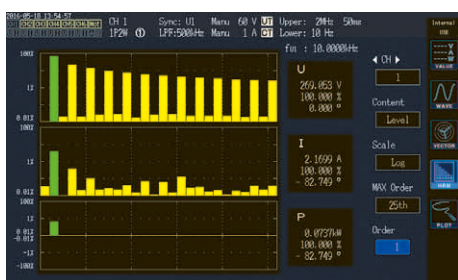 2016-05-18 13:54:57
CH 1 Sync: U1 Manu 60 V UT Upper: 2MHz 50ms
1P2W ① LPF:500kHz Manu 1 A CT Lower: 10 Hz
Internal
USB
fu : 10.0000Hz
100%
1%
0.01%
100%
1%
0.01%
100%
1%
0.01%
-0.01%
-1%
-100%
U
269.053 V
100.000 %
0.000 °
I
2.1699 A
100.000 %
- 82.749 °
P
0.0737kW
100.000 %
- 82.749 °
CH
1
Content
Level
Scale
Log
MAX Order
25th
Order
1
VALUE
WAVE
VECTOR
HRM
PLOT